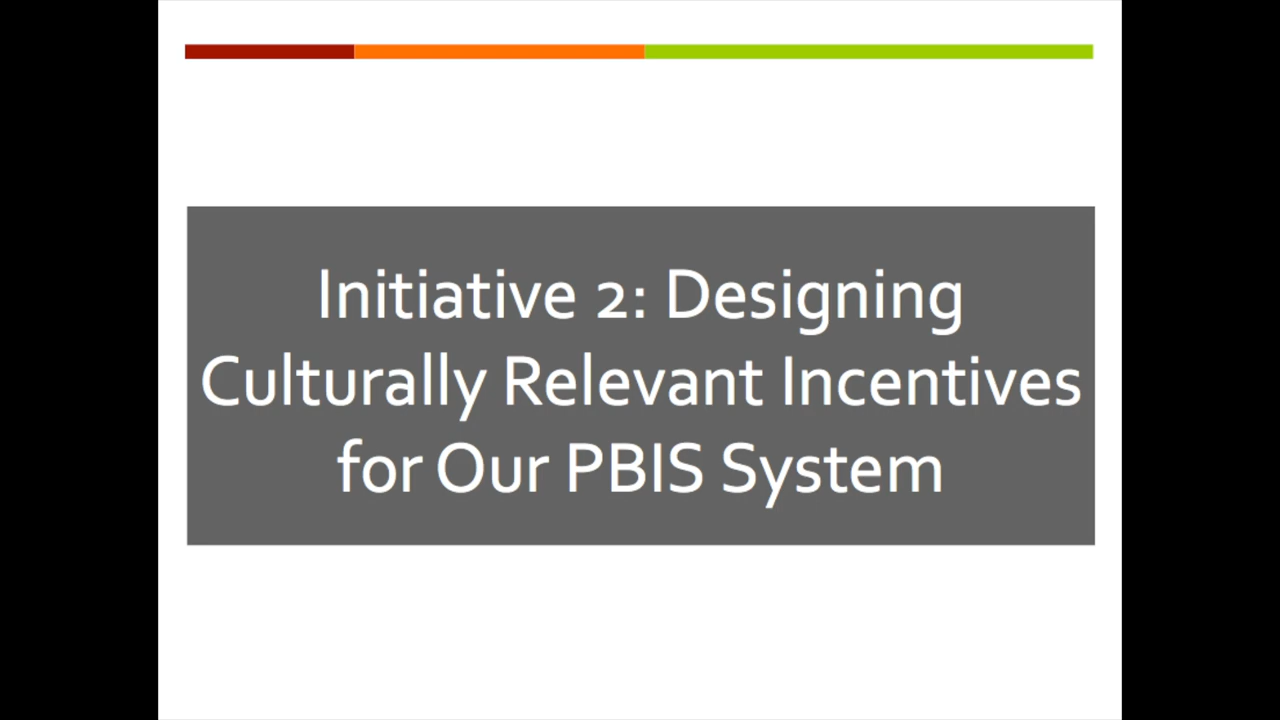 Initiative 2: Designing
Culturally Relevant Incentives
for Our PBIS System